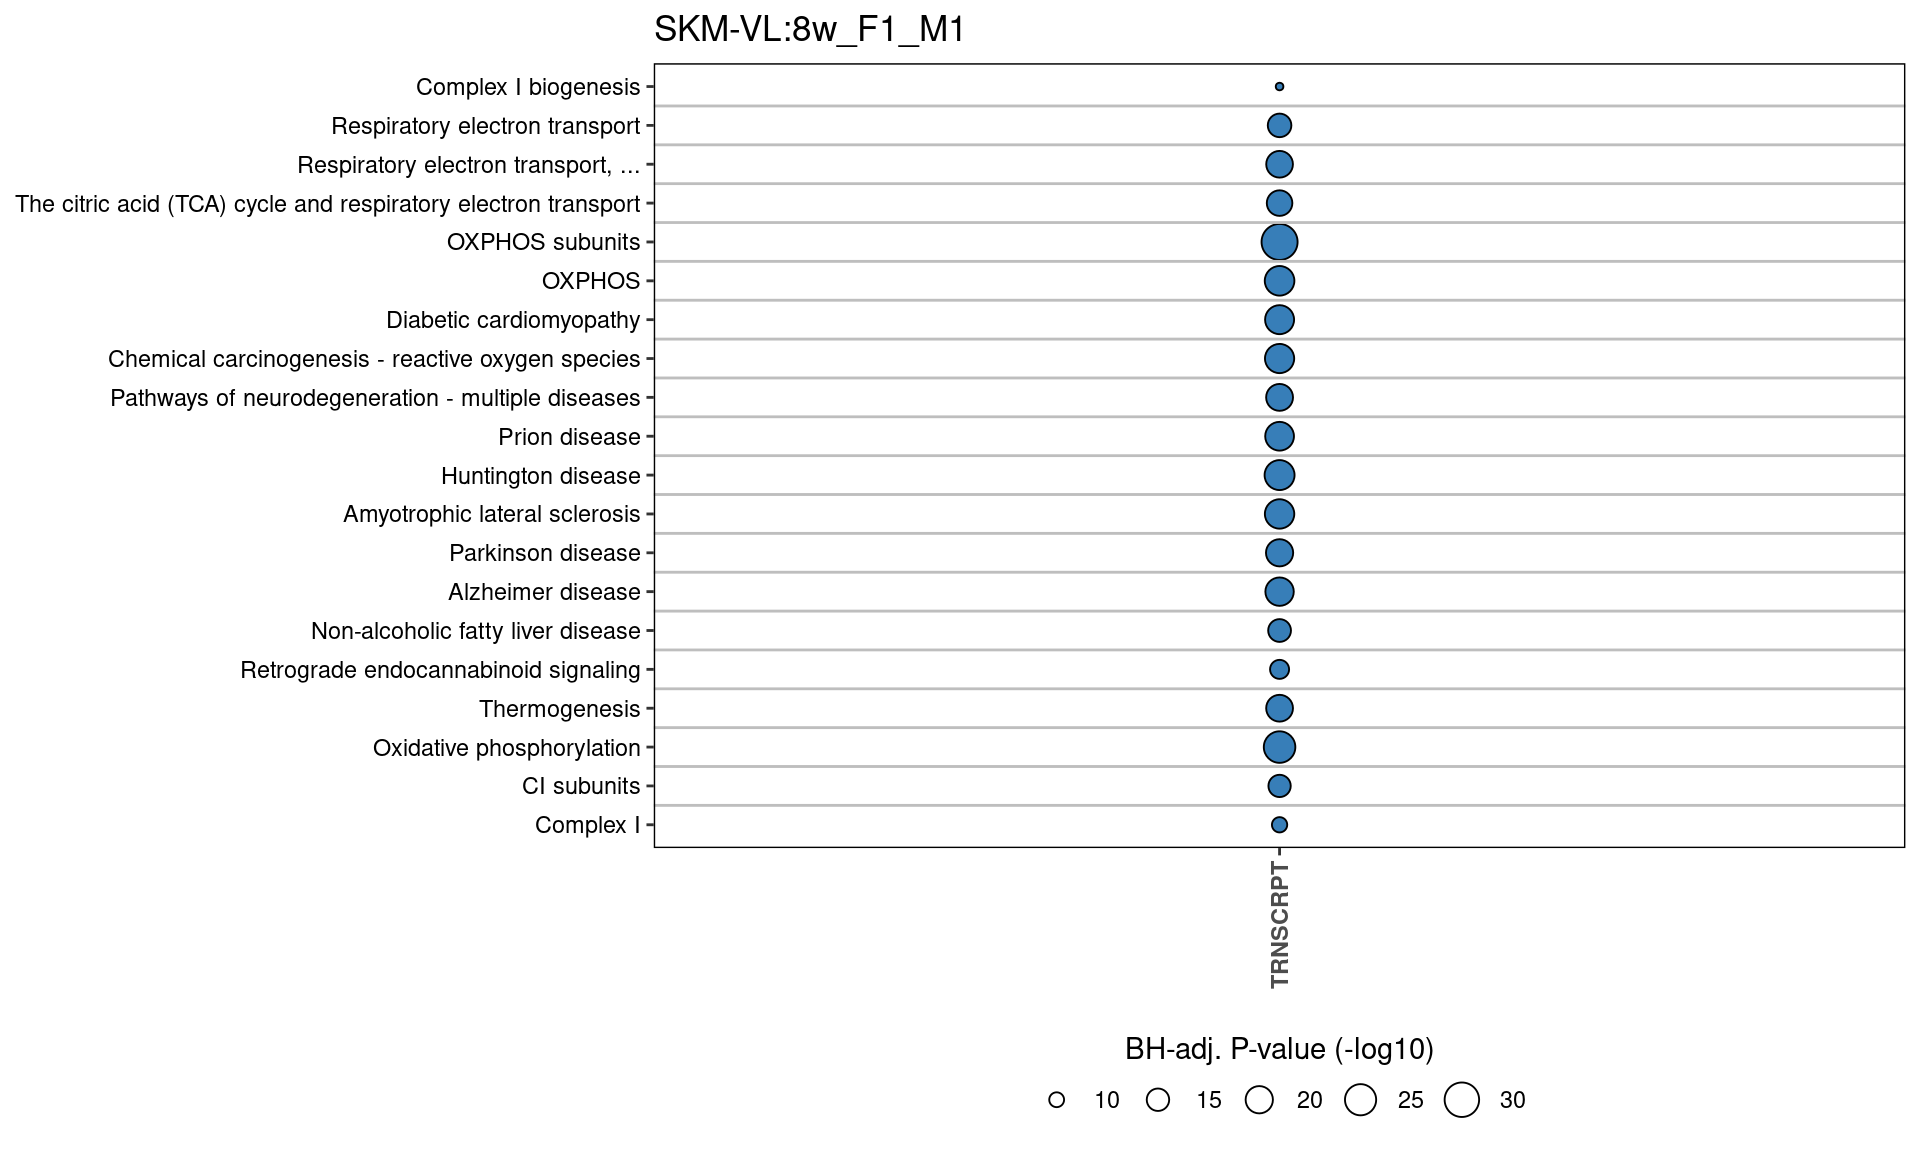 SKM-VL:8w_F1_M1
Complex I biogenesis
Respiratory electron transport
Respiratory electron transport, ...
The citric acid (TCA) cycle and respiratory electron transport
OXPHOS subunits
OXPHOS
Diabetic cardiomyopathy
Chemical carcinogenesis - reactive oxygen species
Pathways of neurodegeneration - multiple diseases
Prion disease
Huntington disease
Amyotrophic lateral sclerosis
Parkinson disease
Alzheimer disease
Non-alcoholic fatty liver disease
Retrograde endocannabinoid signaling
Thermogenesis
Oxidative phosphorylation
CI subunits
Complex I
TRNSCRPT
BH-adj. P-value (-log10)
10 15 20 25 30